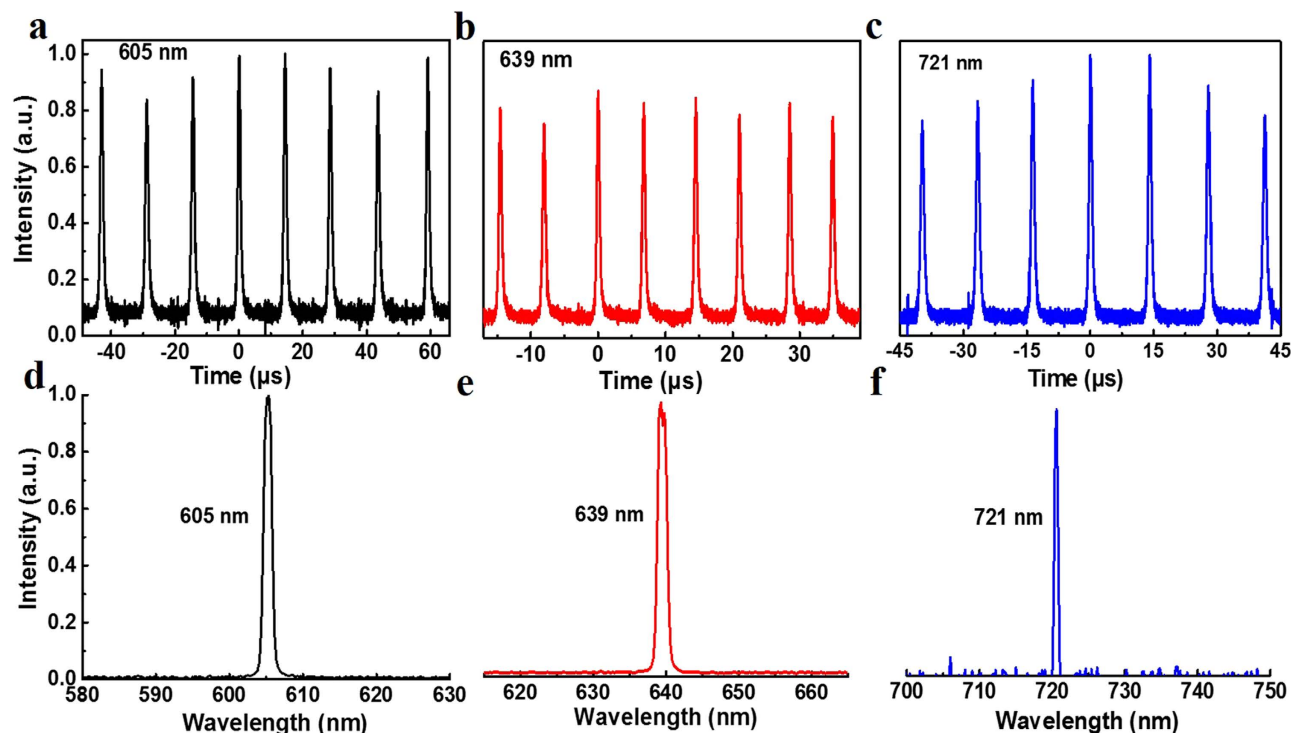 a
605 nm
b
639 nm
c
721 nm
Intensity (a.u.)
1.0
0.8
0.6
0.4
0.2
0.0
-40 -20 0 20 40 60
Time (µs)
-10 0 10 20 30
Time (µs)
-45 -30 -15 0 15 30 45
Time (µs)
d
605 nm
e
639 nm
f
721 nm
Intensity (a.u.)
1.0
0.8
0.6
0.4
0.2
0.0
580 590 600 610 620 630
Wavelength (nm)
620 630 640 650 660
Wavelength (nm)
700 710 720 730 740 750
Wavelength (nm)